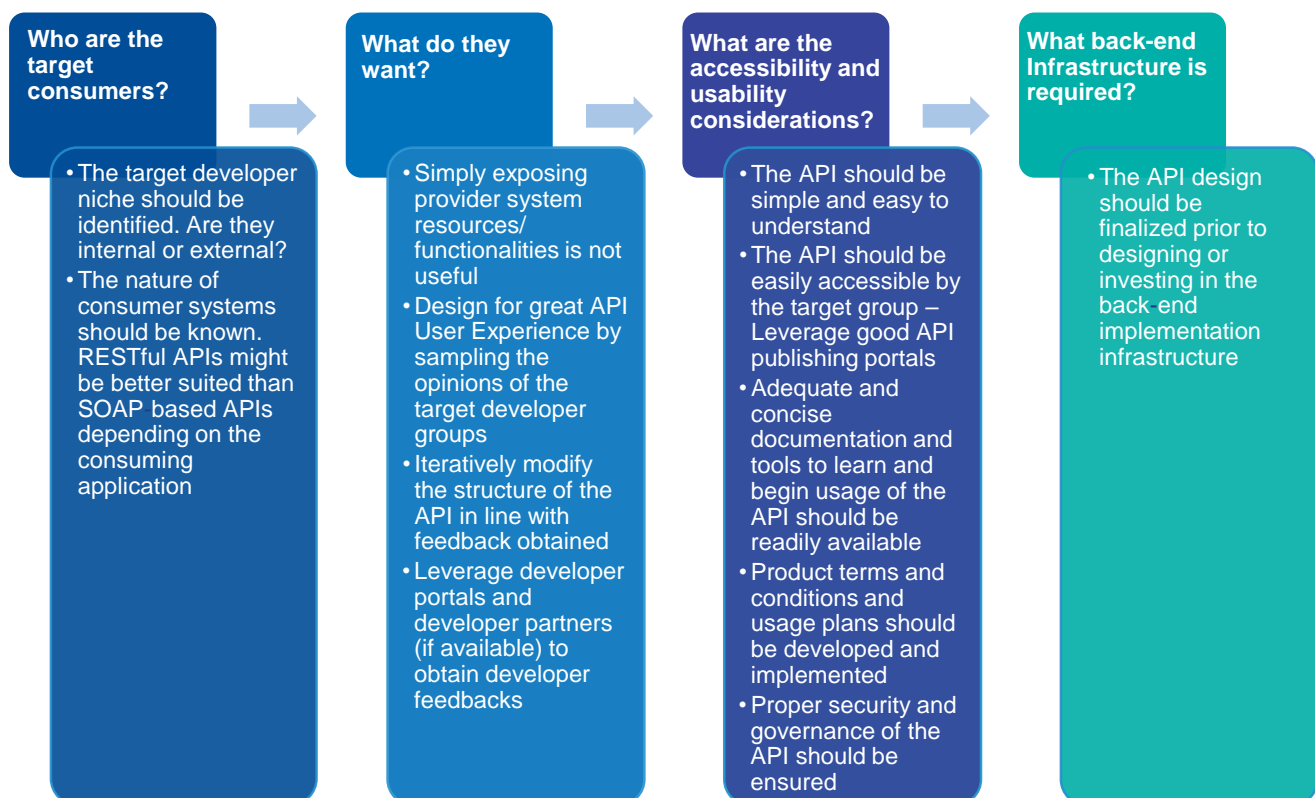 Who are the
target
consumers?
• The target developer
niche should be
identified. Are they
internal or external?
• The nature of
consumer systems
should be known.
RESTful APIs might
be better suited than
SOAP-based APIs
depending on the
consuming
application
What do they
want?
• Simply exposing
provider system
resources/
functionalities is not
useful
• Design for great API
User Experience by
sampling the
opinions of the
target developer
groups
• Iteratively modify
the structure of the
API in line with
feedback obtained
• Leverage developer
portals and
developer partners
(if available) to
obtain developer
feedbacks
What are the
accessibility and
usability
considerations?
• The API should be
simple and easy to
understand
• The API should be
easily accessible by
the target group –
Leverage good API
publishing portals
• Adequate and
concise
documentation and
tools to learn and
begin usage of the
API should be
readily available
• Product terms and
conditions and
usage plans should
be developed and
implemented
• Proper security and
governance of the
API should be
ensured
What back-end
Infrastructure is
required?
• The API design
should be
finalized prior to
designing or
investing in the
back-end
implementation
infrastructure